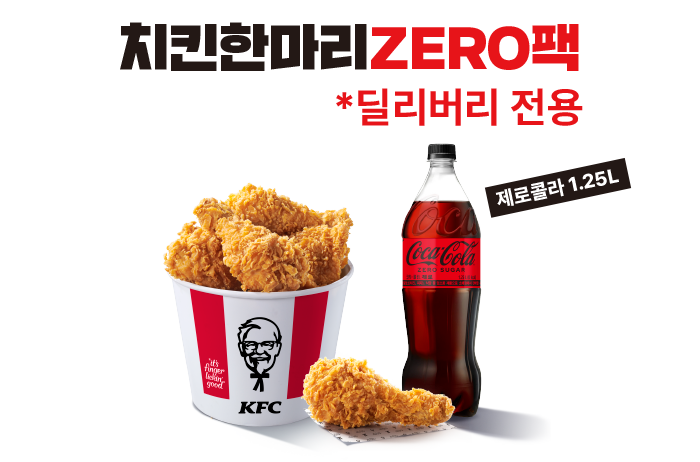 치킨한마리ZERO팩
*딜리버리 전용
제로콜라 1.25L
Coca-Cola
ZERO SUGAR
"it's
finger
lickin'
good"
KFC